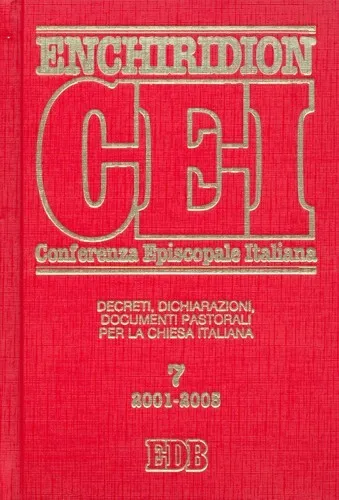 ENCHIRIDION
CEI
Conferenza Episcopale Italiana
DECRETI, DICHIARAZIONI,
DOCUMENTI PASTORALI
PER LA CHIESA ITALIANA
7
2001-2005
EDB